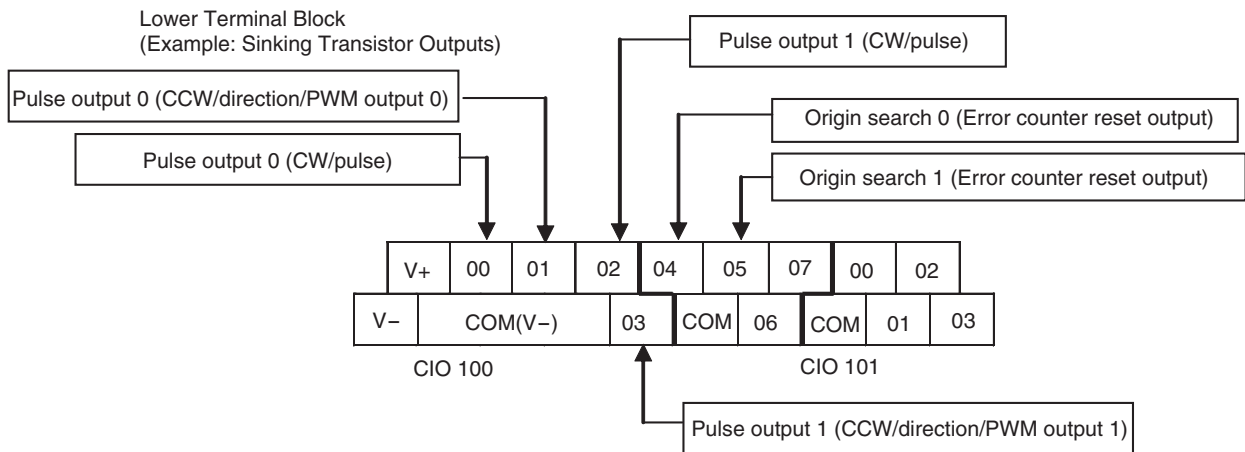 Lower Terminal Block
(Example: Sinking Transistor Outputs)
Pulse output 1 (CW/pulse)
Pulse output 0 (CCW/direction/PWM output 0)
Origin search 0 (Error counter reset output)
Pulse output 0 (CW/pulse)
Origin search 1 (Error counter reset output)
V+ 00 01 02 04 05 07 00 02
V− COM(V−) 03 COM 06 COM 01 03
CIO 100 CIO 101
Pulse output 1 (CCW/direction/PWM output 1)